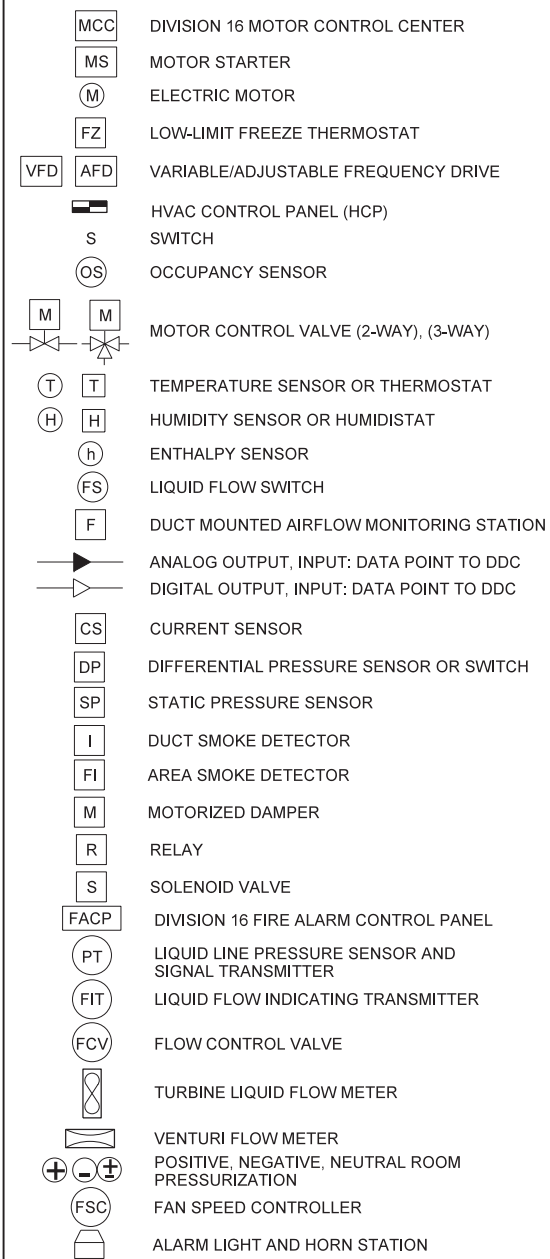 MCC DIVISION 16 MOTOR CONTROL CENTER
MS MOTOR STARTER
M ELECTRIC MOTOR
FZ LOW-LIMIT FREEZE THERMOSTAT
VFD AFD VARIABLE/ADJUSTABLE FREQUENCY DRIVE
HVAC CONTROL PANEL (HCP)
S SWITCH
OS OCCUPANCY SENSOR
M M MOTOR CONTROL VALVE (2-WAY), (3-WAY)
T T TEMPERATURE SENSOR OR THERMOSTAT
H H HUMIDITY SENSOR OR HUMIDISTAT
h ENTHALPY SENSOR
FS LIQUID FLOW SWITCH
F DUCT MOUNTED AIRFLOW MONITORING STATION
ANALOG OUTPUT, INPUT: DATA POINT TO DDC
DIGITAL OUTPUT, INPUT: DATA POINT TO DDC
CS CURRENT SENSOR
DP DIFFERENTIAL PRESSURE SENSOR OR SWITCH
SP STATIC PRESSURE SENSOR
I DUCT SMOKE DETECTOR
FI AREA SMOKE DETECTOR
M MOTORIZED DAMPER
R RELAY
S SOLENOID VALVE
FACP DIVISION 16 FIRE ALARM CONTROL PANEL
PT LIQUID LINE PRESSURE SENSOR AND
SIGNAL TRANSMITTER
FIT LIQUID FLOW INDICATING TRANSMITTER
FCV FLOW CONTROL VALVE
TURBINE LIQUID FLOW METER
VENTURI FLOW METER
+ - ± POSITIVE, NEGATIVE, NEUTRAL ROOM
PRESSURIZATION
FSC FAN SPEED CONTROLLER
ALARM LIGHT AND HORN STATION